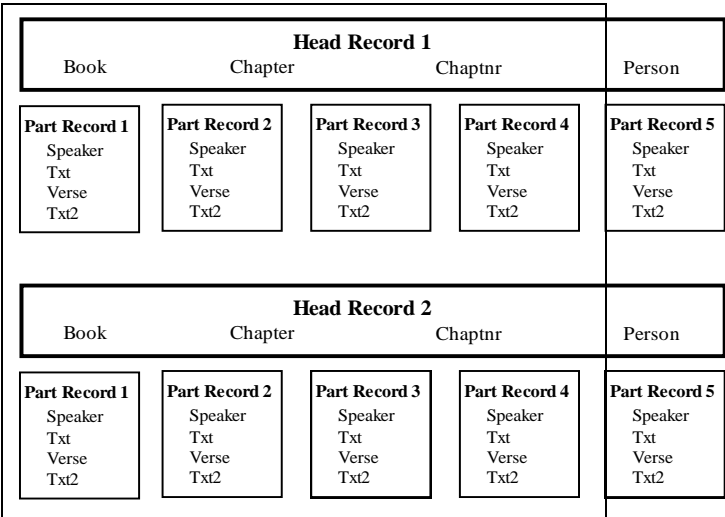 Head Record 1
Book Chapter Chaptnr Person
Part Record 1
Speaker
Txt
Verse
Txt2
Part Record 2
Speaker
Txt
Verse
Txt2
Part Record 3
Speaker
Txt
Verse
Txt2
Part Record 4
Speaker
Txt
Verse
Txt2
Part Record 5
Speaker
Txt
Verse
Txt2
Head Record 2
Book Chapter Chaptnr Person
Part Record 1
Speaker
Txt
Verse
Txt2
Part Record 2
Speaker
Txt
Verse
Txt2
Part Record 3
Speaker
Txt
Verse
Txt2
Part Record 4
Speaker
Txt
Verse
Txt2
Part Record 5
Speaker
Txt
Verse
Txt2